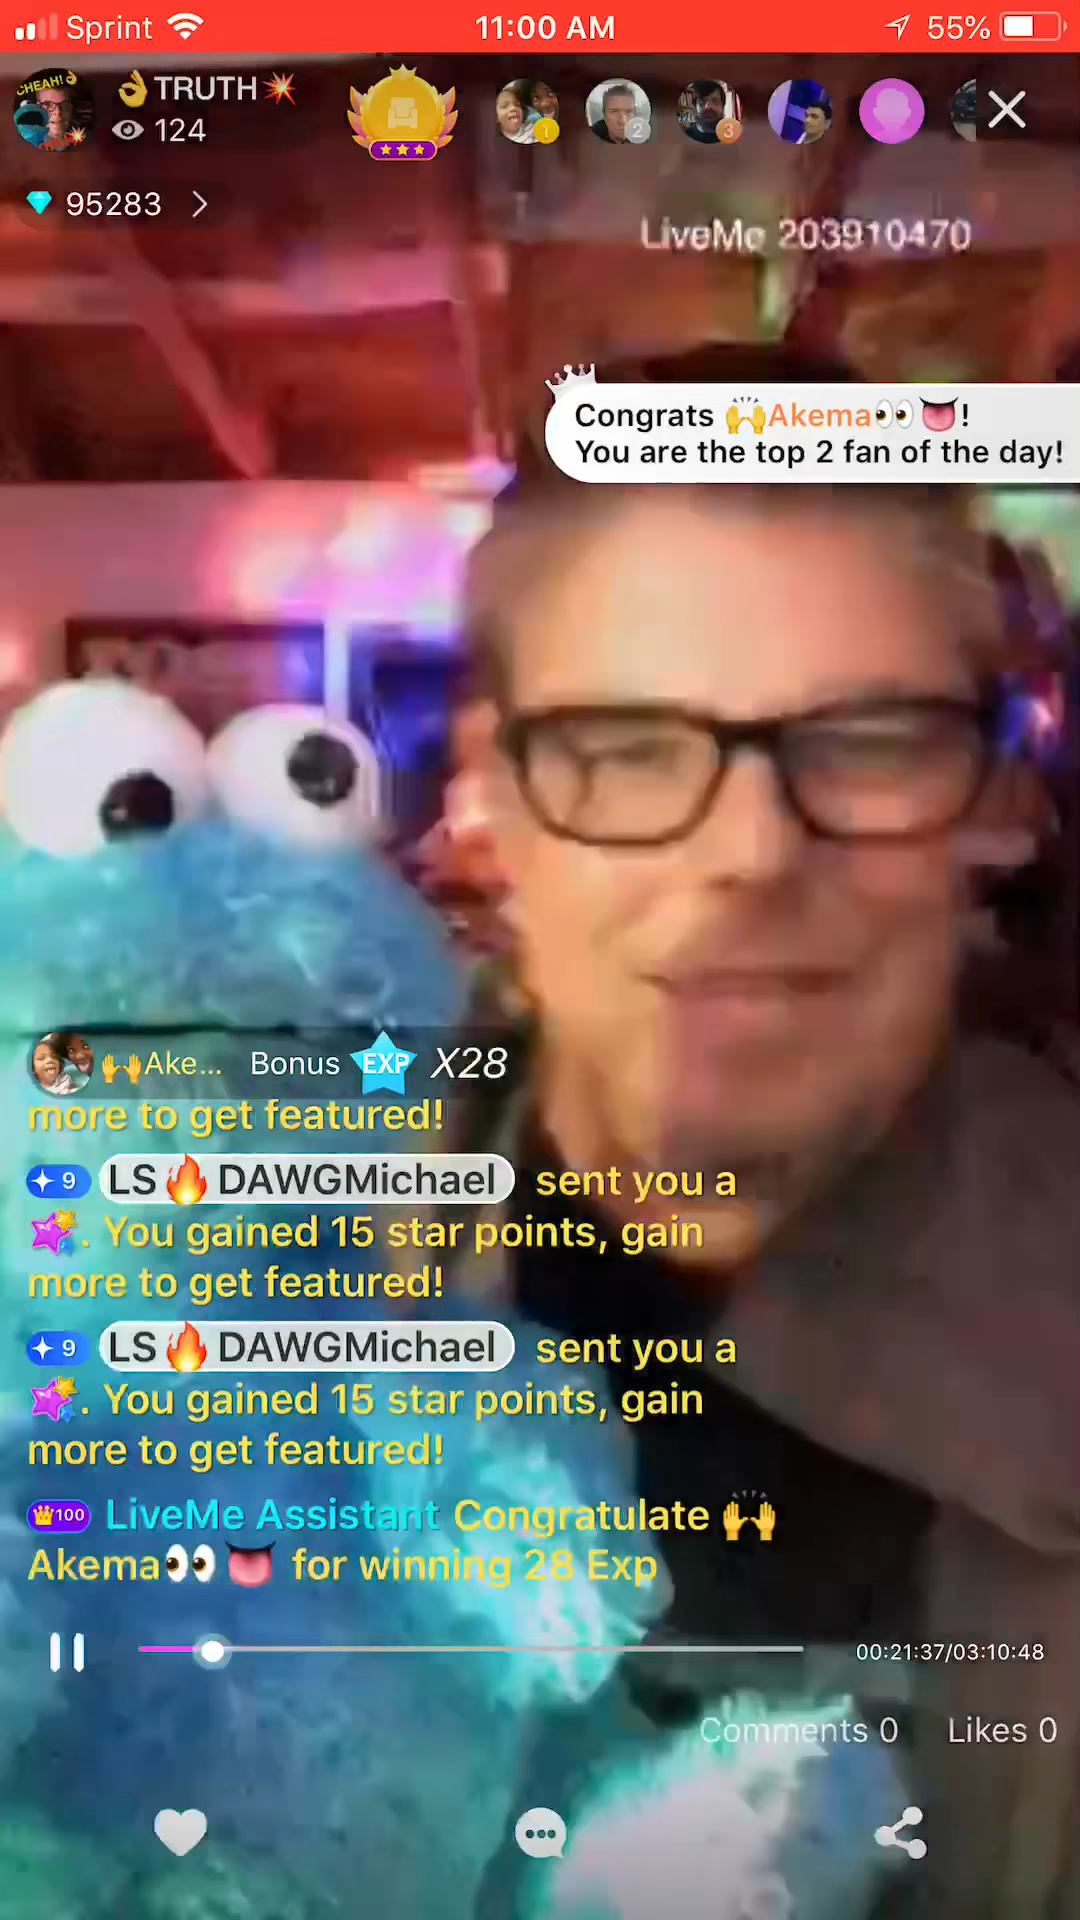 Sprint 11:00 AM 55%
CHEAH!👌
👌TRUTH💥
124
1 2 3
95283
LiveMe 203910470
Congrats 🙌Akema👀👅!
You are the top 2 fan of the day!
🙌Ake... Bonus EXP X28
more to get featured!
9 LS🔥DAWGMichael sent you a
. You gained 15 star points, gain
more to get featured!
9 LS🔥DAWGMichael sent you a
. You gained 15 star points, gain
more to get featured!
100 LiveMe Assistant Congratulate 🙌
Akema👀👅 for winning 28 Exp
00:21:37/03:10:48
Comments 0 Likes 0